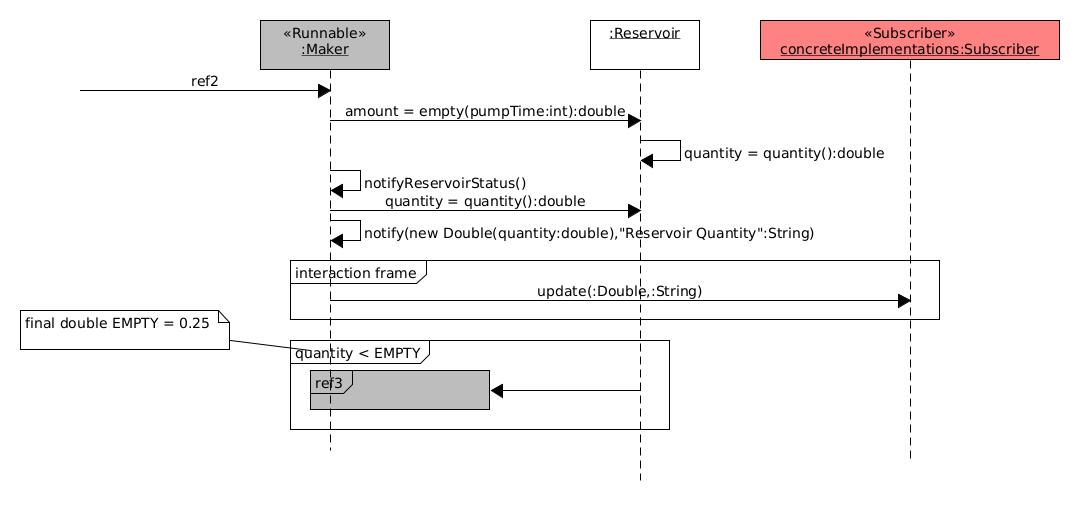 «Runnable»
:Maker
:Reservoir
«Subscriber»
concreteImplementations:Subscriber
ref2
amount = empty(pumpTime:int):double
quantity = quantity():double
notifyReservoirStatus()
quantity = quantity():double
notify(new Double(quantity:double),"Reservoir Quantity":String)
interaction frame
update(:Double,:String)
final double EMPTY = 0.25
quantity < EMPTY
ref3